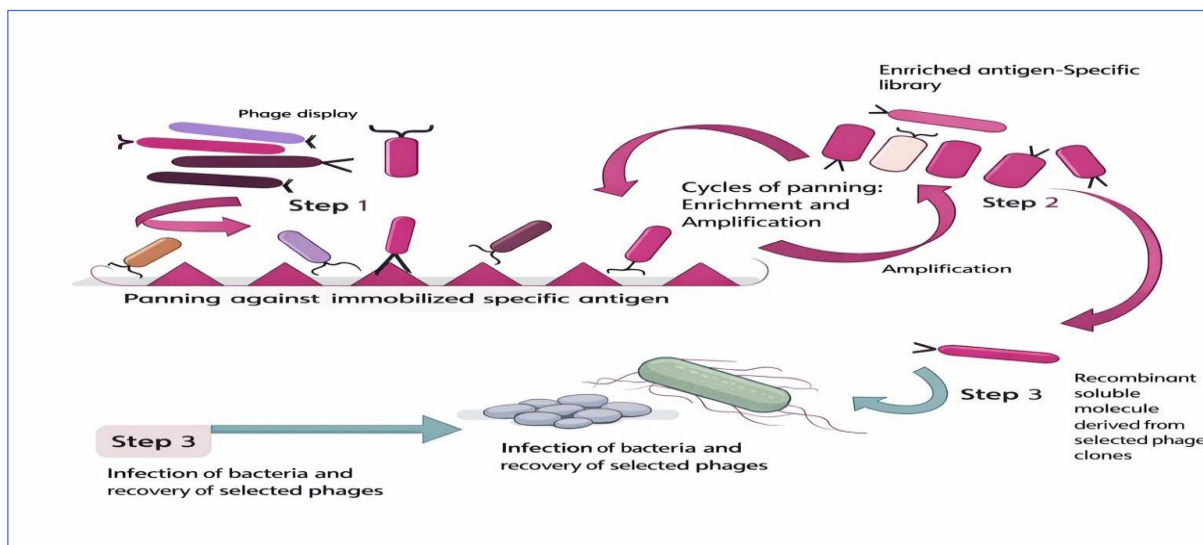 Enrriched antigen-Specific
library
Phage display
Step 1
Cycles of panning:
Enrichment and
Amplification
Step 2
Amplification
Panning against immobilized specific antigen
Step 3
Recombinant
soluble
molecule
derived from
selected phage
clones
Step 3
Infection of bacteria and
recovery of selected phages
Infection of bacteria and
recovery of selected phages